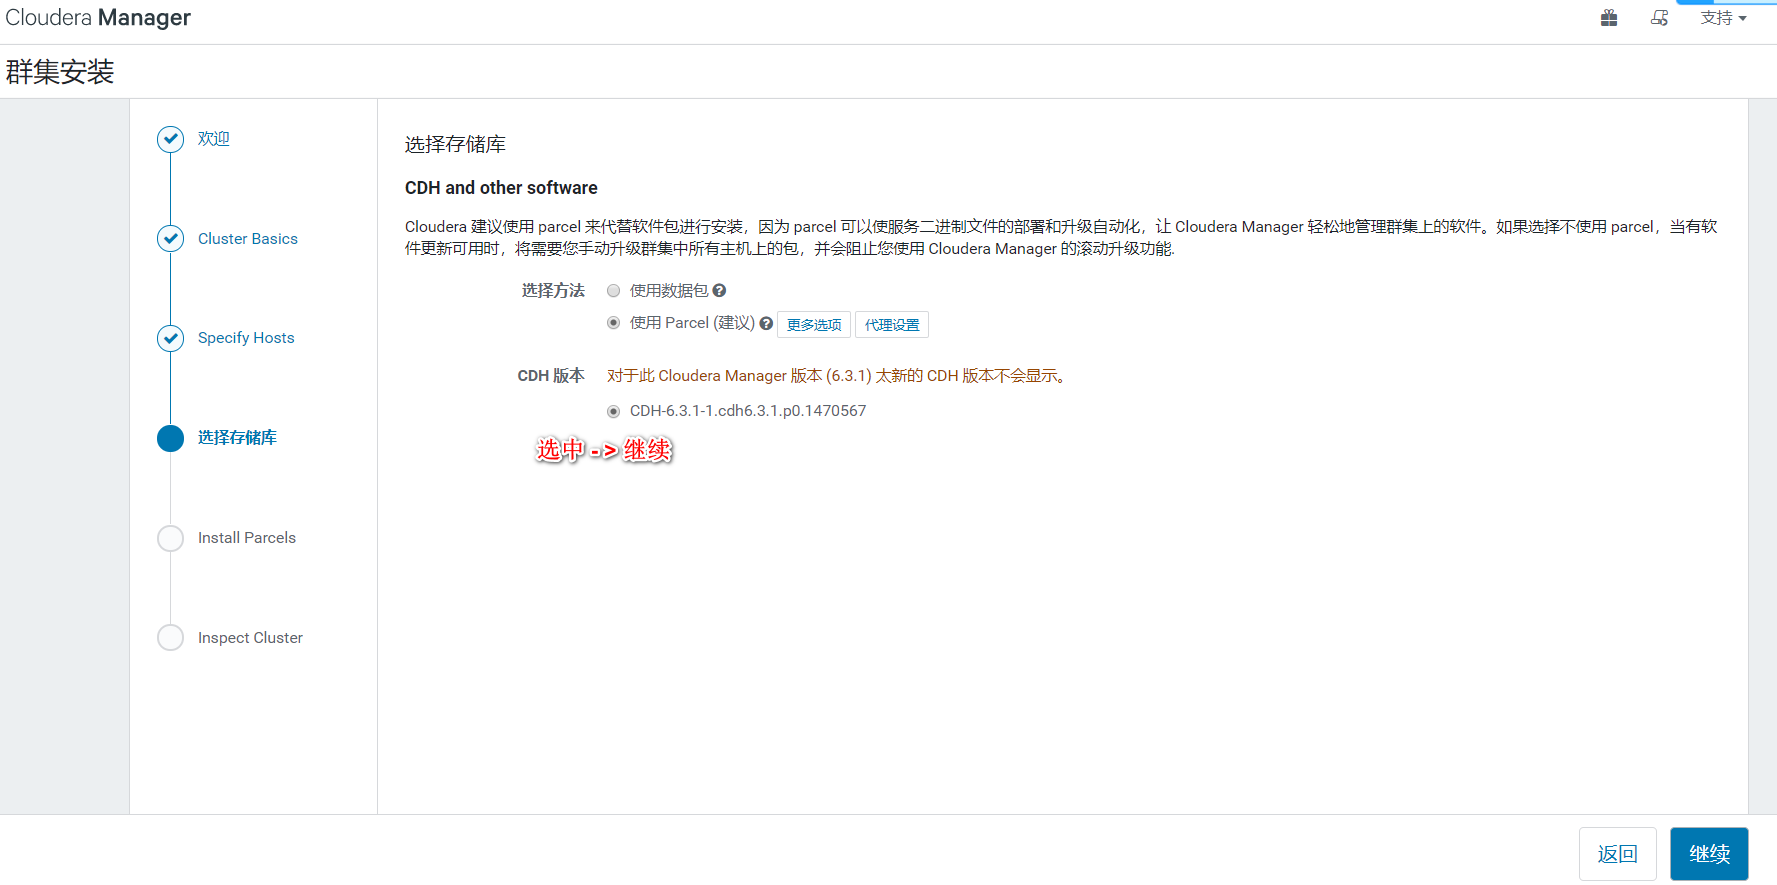 Cloudera Manager
支持
群集安装
欢迎
Cluster Basics
Specify Hosts
选择存储库
Install Parcels
Inspect Cluster
选择存储库
CDH and other software
Cloudera 建议使用 parcel 来代替软件包进行安装，因为 parcel 可以使服务二进制文件的部署和升级自动化，让 Cloudera Manager 轻松地管理群集上的软件。如果选择不使用 parcel，当有软
件更新可用时，将需要您手动升级群集中所有主机上的包，并会阻止您使用 Cloudera Manager 的滚动升级功能.
选择方法 使用数据包
使用 Parcel (建议) 更多选项 代理设置
CDH 版本 对于此 Cloudera Manager 版本 (6.3.1) 太新的 CDH 版本不会显示。
CDH-6.3.1-1.cdh6.3.1.p0.1470567
选中 -> 继续
返回 继续